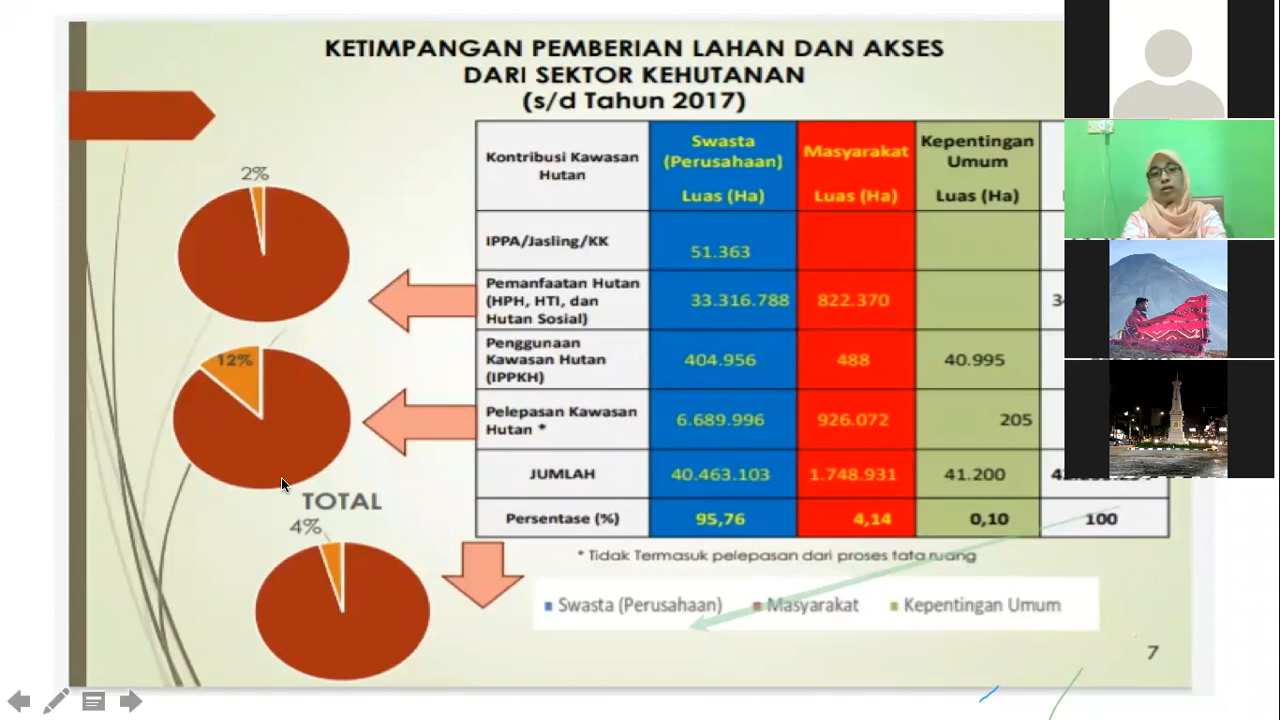 KETIMPANGAN PEMBERIAN LAHAN DAN AKSES
DARI SEKTOR KEHUTANAN
(s/d Tahun 2017)
Kontribusi Kawasan
Hutan
Swasta
(Perusahaan)
Luas (Ha)
Masyarakat
Luas (Ha)
Kepentingan
Umum
Luas (Ha)
IPPA/Jasling/KK
51.363
Pemanfaatan Hutan
(HPH, HTI, dan
Hutan Sosial)
33.316.788
822.370
Penggunaan
Kawasan Hutan
(IPPKH)
404.956
488
40.995
Pelepasan Kawasan
Hutan *
6.689.996
926.072
205
JUMLAH
40.463.103
1.748.931
41.200
Persentase (%)
95,76
4,14
0,10
100
* Tidak Termasuk pelepasan dari proses tata ruang
2%
12%
TOTAL
4%
Swasta (Perusahaan)
Masyarakat
Kepentingan Umum
7